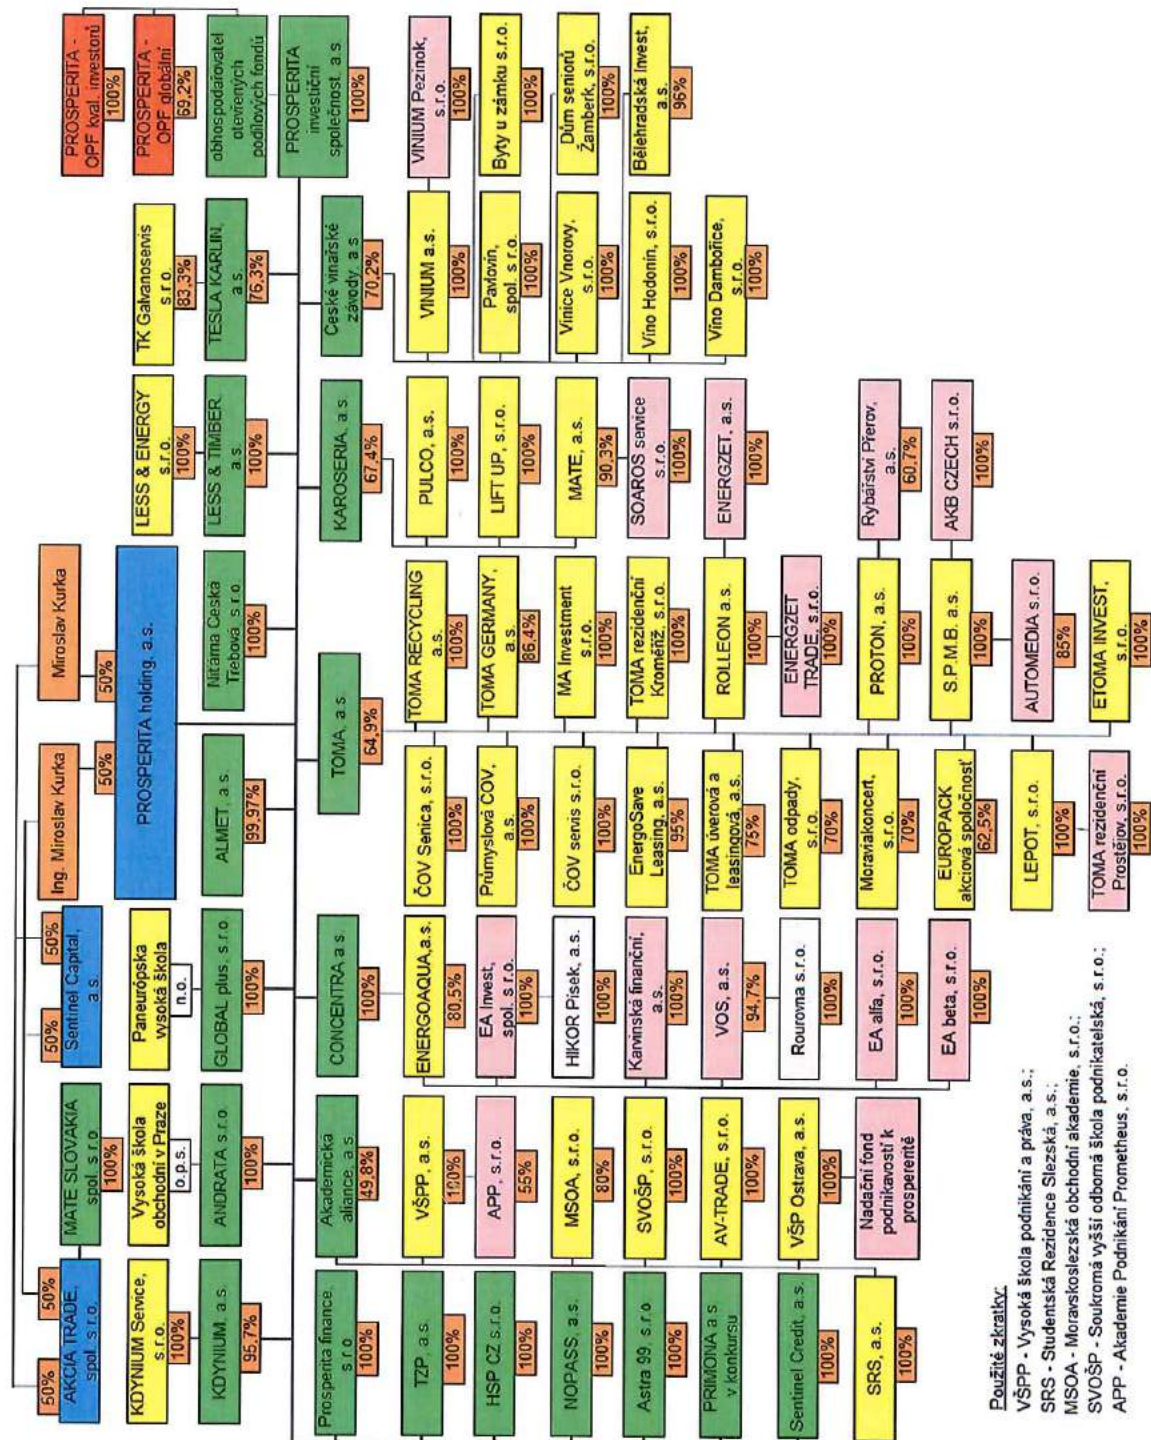 Ing. Miroslav Kurka
Miroslav Kurka
50%
50%
50%
50%
50%
50%
AKCIA TRADE,
spol. s r.o.
MATE SLOVAKIA
spol. s r.o.
100%
Sentinel Capital,
a.s.
PROSPERITA holding, a.s.
KDYNIUM Service,
s.r.o.
100%
Vysoká škola
obchodní v Praze
o.p.s.
Paneurópska
vysoká škola
n.o.
LESS & ENERGY
s.r.o.
100%
TK Galvanoservis
s.r.o.
83,3%
PROSPERITA -
OPF kval. investorů
100%
PROSPERITA -
OPF globální
69,2%
KDYNIUM, a.s.
95,7%
ANDRATA s.r.o.
100%
GLOBAL plus, s.r.o
100%
ALMET, a.s.
99,97%
Niťárna Česká
Třebová, s.r.o.
100%
LESS & TIMBER,
a.s.
100%
TESLA KARLIN,
a.s.
76,3%
obhospodařovatel
otevřených
podílových fondů
PROSPERITA
investiční
společnost, a.s
100%
Prosperita finance,
s r.o
100%
Akademická
aliance, a.s
49,8%
CONCENTRA a s.
100%
TOMA, a.s
64,9%
KAROSERIA, a.s
67,4%
České vinařské
závody, a.s
70,2%
TZP, a.s.
100%
HSP CZ s.r.o.
100%
NOPASS, a.s.
100%
Astra 99, s.r.o.
100%
PRIMONA a s
v konkursu
Sentinel Credit, a.s.
100%
SRS, a.s.
100%
VŠPP, a.s
100%
APP, s.r.o.
55%
MSOA, s.r.o.
80%
SVOŠP, s.r.o.
100%
AV-TRADE, s.r.o.
100%
VŠP Ostrava, a.s.
100%
Nadační fond
podnikavosti k
prosperentě
ENERGOAQUA,a.s.
80,5%
EA Invest,
spol. s r.o.
100%
HIKOR Písek, a.s.
100%
Karvinská finanční,
a.s.
100%
VOS, a.s.
94,7%
Rourovna s.r.o.
100%
EA alfa, s.r.o.
100%
EA beta, s.r.o.
100%
ČOV Senica, s.r.o.
100%
Průmyslová ČOV,
a.s.
100%
ČOV servis s.r.o.
100%
EnergoSave
Leasing, a.s.
95%
TOMA úverová a
leasingová, a.s.
75%
TOMA odpady,
s.r.o.
70%
Moraviakoncert,
s.r.o.
70%
EUROPACK
akciová spoločnosť
62,5%
LEPOT, s.r.o.
100%
TOMA rezidenční
Prostějov, s.r.o.
100%
TOMA RECYCLING
a.s.
100%
TOMA GERMANY,
a.s.
86,4%
MA Investment
s.r.o.
100%
TOMA rezidenční
Kroměříž, s.r.o.
100%
ROLLEON a.s.
100%
ENERGZET
TRADE, s.r.o.
100%
PROTON, a.s.
100%
S.P.M.B. a.s.
100%
AUTOMEDIA s.r.o.
85%
ETOMA INVEST,
s.r.o.
100%
PULCO, a.s.
100%
LIFT UP, s.r.o.
100%
MATE, a.s.
90,3%
SOAROS service
s.r.o.
100%
ENERGZET, a.s.
100%
Rybářství Přerov,
a.s.
60,7%
AKB CZECH s.r.o.
100%
VINIUM a.s.
100%
Pavlovín,
spol. s r.o.
100%
Vinice Vnorovy,
s.r.o.
100%
Víno Hodonín, s.r.o.
100%
Víno Dambořice,
s.r.o.
100%
VINIUM Pezinok,
s.r.o.
100%
Byty u zámku s.r.o.
100%
Dům seniorů
Žamberk, s.r.o.
100%
Bělehradská Invest,
a.s.
96%
Použité zkratky:
VŠPP - Vysoká škola podnikání a práva, a.s.;
SRS - Studentská Rezidence Slezská, a.s.;
MSOA - Moravskoslezská obchodní akademie, s.r.o.;
SVOŠP - Soukromá vyšší odborná škola podnikatelská, s.r.o.;
APP - Akademie Podnikání Prometheus, s.r.o.